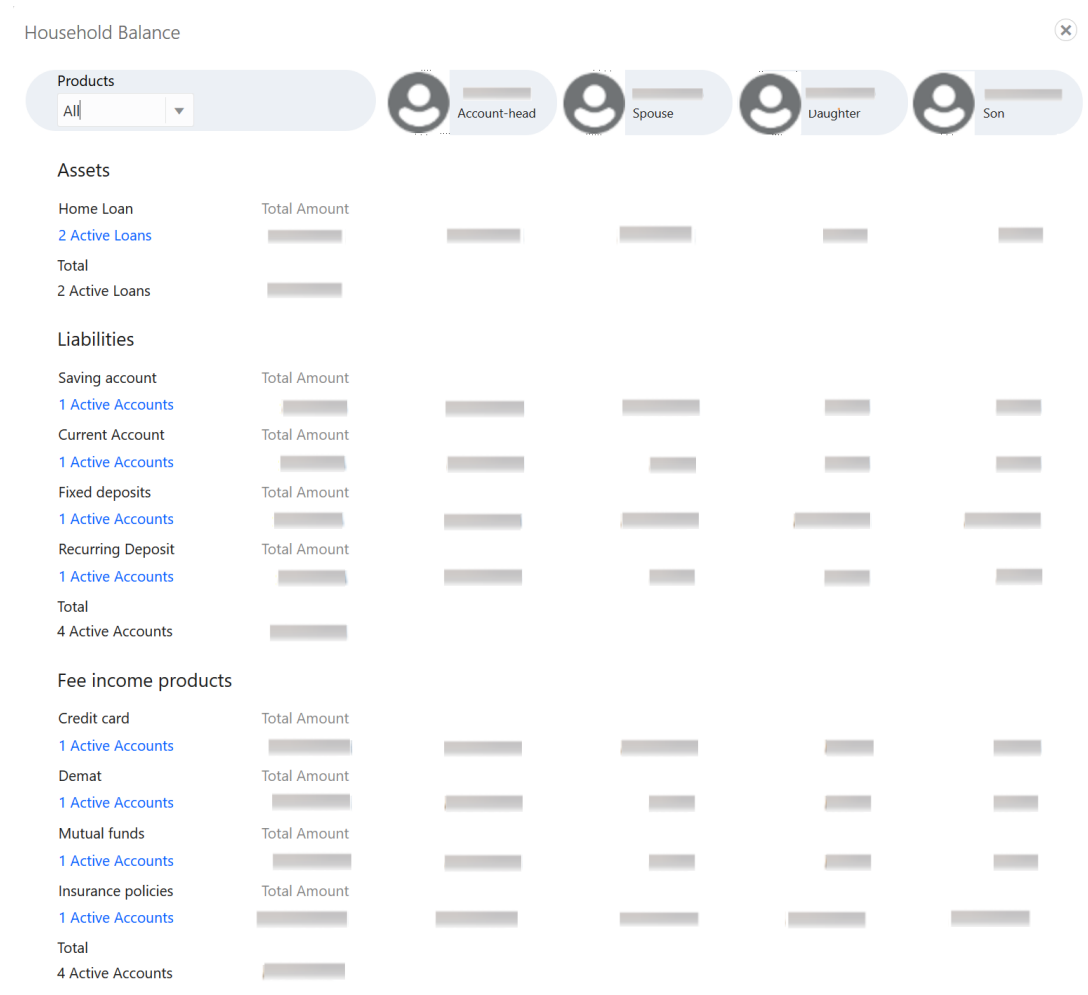 Household Balance
Products
All
Account-head
Spouse
Daughter
Son
Assets
Home Loan Total Amount
2 Active Loans
Total
2 Active Loans
Liabilities
Saving account Total Amount
1 Active Accounts
Current Account Total Amount
1 Active Accounts
Fixed deposits Total Amount
1 Active Accounts
Recurring Deposit Total Amount
1 Active Accounts
Total
4 Active Accounts
Fee income products
Credit card Total Amount
1 Active Accounts
Demat Total Amount
1 Active Accounts
Mutual funds Total Amount
1 Active Accounts
Insurance policies Total Amount
1 Active Accounts
Total
4 Active Accounts